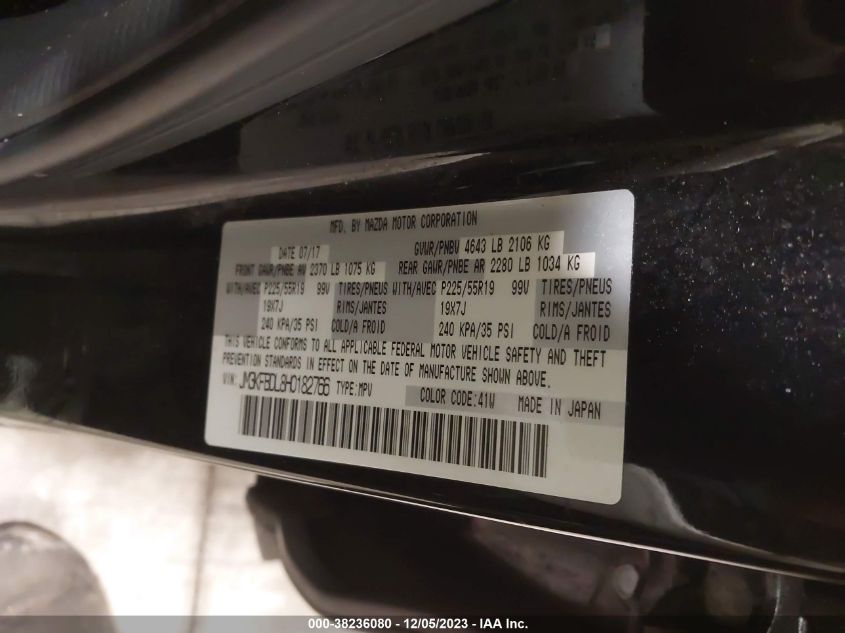 MFD. BY MAZDA MOTOR CORPORATION
DATE 07/17 GVWR/PNBV 4643 LB 2106 KG
FRONT GAWR/PNBE AV 2370 LB 1075 KG REAR GAWR/PNBE AR 2280 LB 1034 KG
WITH/AVEC P225/55R19 99V TIRES/PNEUS WITH/AVEC P225/55R19 99V TIRES/PNEUS
19X7J RIMS/JANTES 19X7J RIMS/JANTES
240 KPA/35 PSI COLD/A FROID 240 KPA/35 PSI COLD/A FROID
THIS VEHICLE CONFORMS TO ALL APPLICABLE FEDERAL MOTOR VEHICLE SAFETY AND THEFT
PREVENTION STANDARDS IN EFFECT ON THE DATE OF MANUFACTURE SHOWN ABOVE.
VIN: JM3KFBDL8H0182766 TYPE:MPV COLOR CODE:41W MADE IN JAPAN
000-38236080 - 12/05/2023 - IAA Inc.